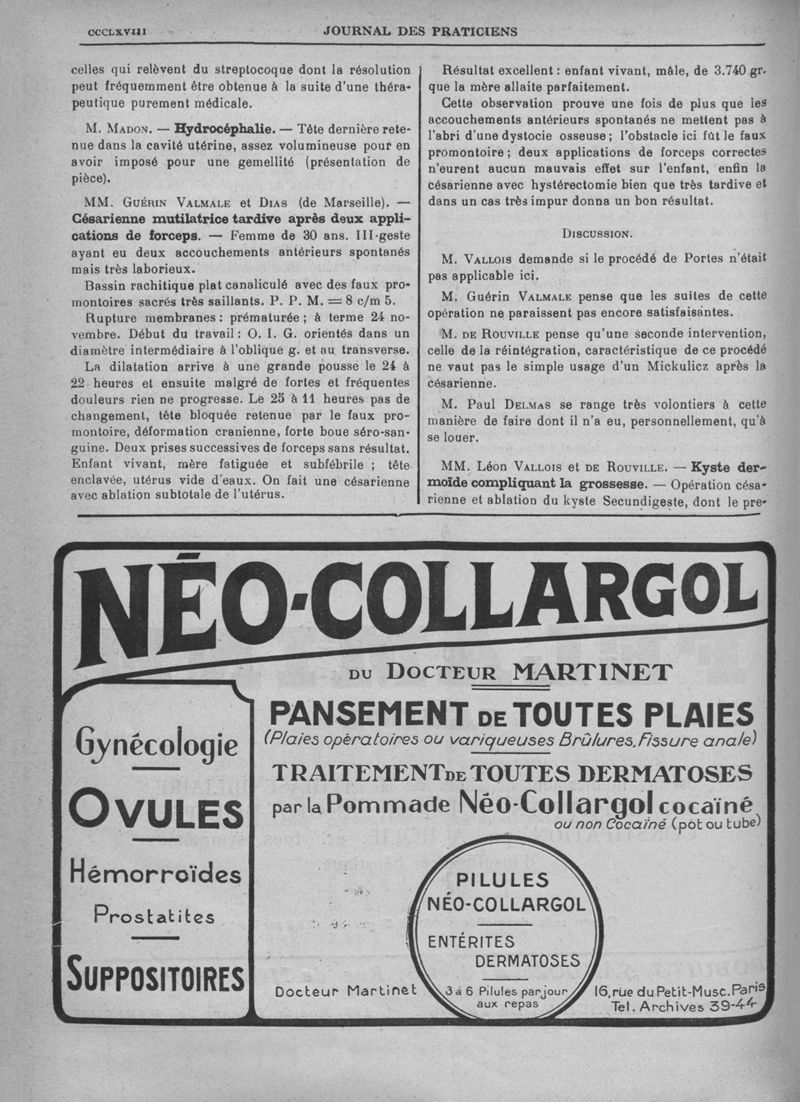 CCCLXVIII
JOURNAL DES PRATICIENS
celles qui relèvent du streptocoque dont la résolution
peut fréquemment être obtenue à la suite d'une théra-
peutique purement médicale.
M. MADON. — Hydrocéphalie. — Tête dernière rete-
nue dans la cavité utérine, assez volumineuse pour en
avoir imposé pour une gemellité (présentation de
pièce).
MM. GUÉRIN VALMALE et DIAS (de Marseille). —
Césarienne mutilatrice tardive après deux appli-
cations de forceps. — Femme de 30 ans. III-geste
ayant eu deux accouchements antérieurs spontanés
mais très laborieux.
Bassin rachitique plat canaliculé avec des faux pro-
montoires sacrés très saillants. P. P. M. = 8 c/m 5.
Rupture membranes : prématurée ; à terme 24 no-
vembre. Début du travail : O. I. G. orientés dans un
diamètre intermédiaire à l'oblique g. et au transverse.
La dilatation arrive à une grande pousse le 24 à
22 heures et ensuite malgré de fortes et fréquentes
douleurs rien ne progresse. Le 25 à 11 heures pas de
changement, tête bloquée retenue par le faux pro-
montoire, déformation cranienne, forte boue séro-san-
guine. Deux prises successives de forceps sans résultat.
Enfant vivant, mère fatiguée et subfébrile ; tête
enclavée, utérus vide d'eaux. On fait une césarienne
avec ablation subtotale de l'utérus.
Résultat excellent : enfant vivant, mâle, de 3.740 gr.
que la mère allaite parfaitement.
Cette observation prouve une fois de plus que les
accouchements antérieurs spontanés ne mettent pas à
l'abri d'une dystocie osseuse ; l'obstacle ici fût le faux
promontoire ; deux applications de forceps correctes
n'eurent aucun mauvais effet sur l'enfant, enfin la
césarienne avec hystérectomie bien que très tardive et
dans un cas très impur donna un bon résultat.
DISCUSSION.
M. VALLOIS demande si le procédé de Portes n'était
pas applicable ici.
M. Guérin VALMALE pense que les suites de cette
opération ne paraissent pas encore satisfaisantes.
M. DE ROUVILLE pense qu'une seconde intervention,
celle de la réintégration, caractéristique de ce procédé
ne vaut pas le simple usage d'un Mickulicz après la
césarienne.
M. Paul DELMAS se range très volontiers à cette
manière de faire dont il n'a eu, personnellement, qu'à
se louer.
MM. Léon VALLOIS et DE ROUVILLE. — Kyste der-
moïde compliquant la grossesse. — Opération césa-
rienne et ablation du kyste Secundigeste, dont le pre-
NÉO-COLLARGOL
DU DOCTEUR MARTINET
Gynécologie
OVULES
Hémorroïdes
Prostatites
SUPPOSITOIRES
PANSEMENT DE TOUTES PLAIES
(Plaies opératoires ou variqueuses Brûlures, Fissure anale)
TRAITEMENT DE TOUTES DERMATOSES
par la Pommade Néo-Collargol cocaïné
ou non Cocaïné (pot ou tube)
PILULES
NÉO-COLLARGOL
ENTÉRITES
DERMATOSES
3 à 6 Pilules par jour
aux repas
Docteur Martinet
16, rue du Petit-Musc. Paris
Tel. Archives 39-44